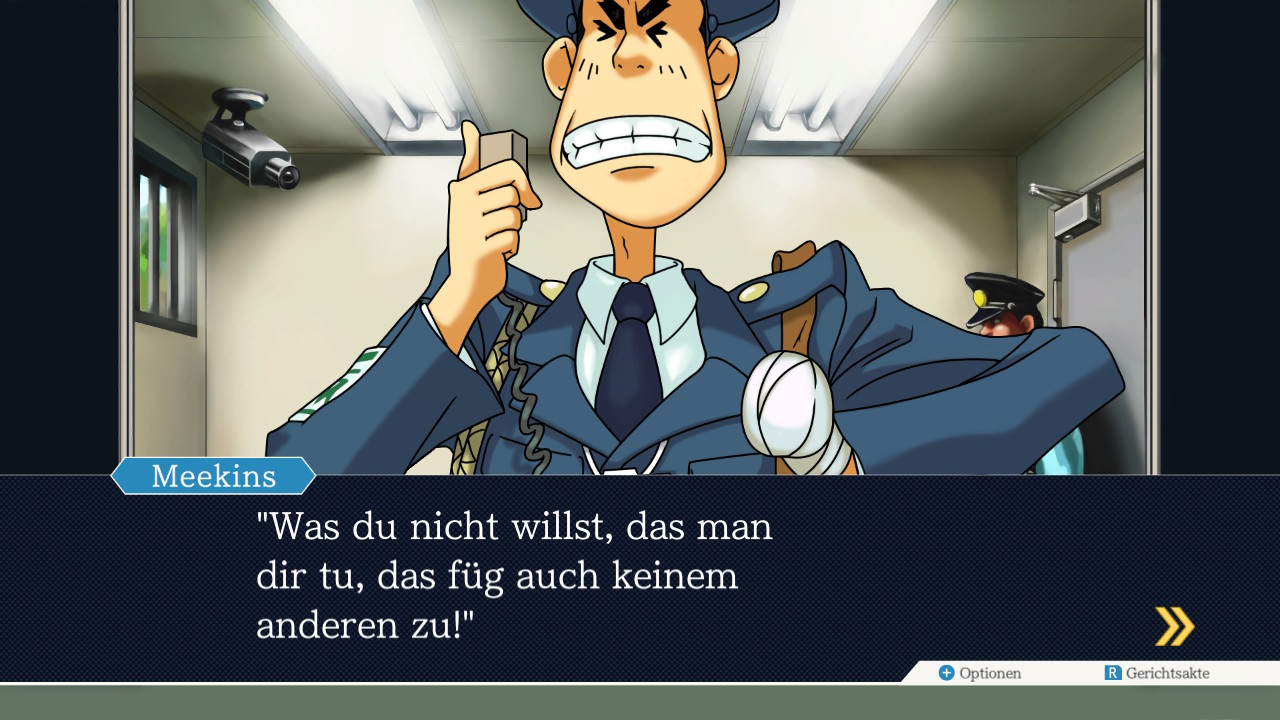 Meekins
"Was du nicht willst, das man
dir tu, das füg auch keinem
anderen zu!"
Optionen
R Gerichtsakte